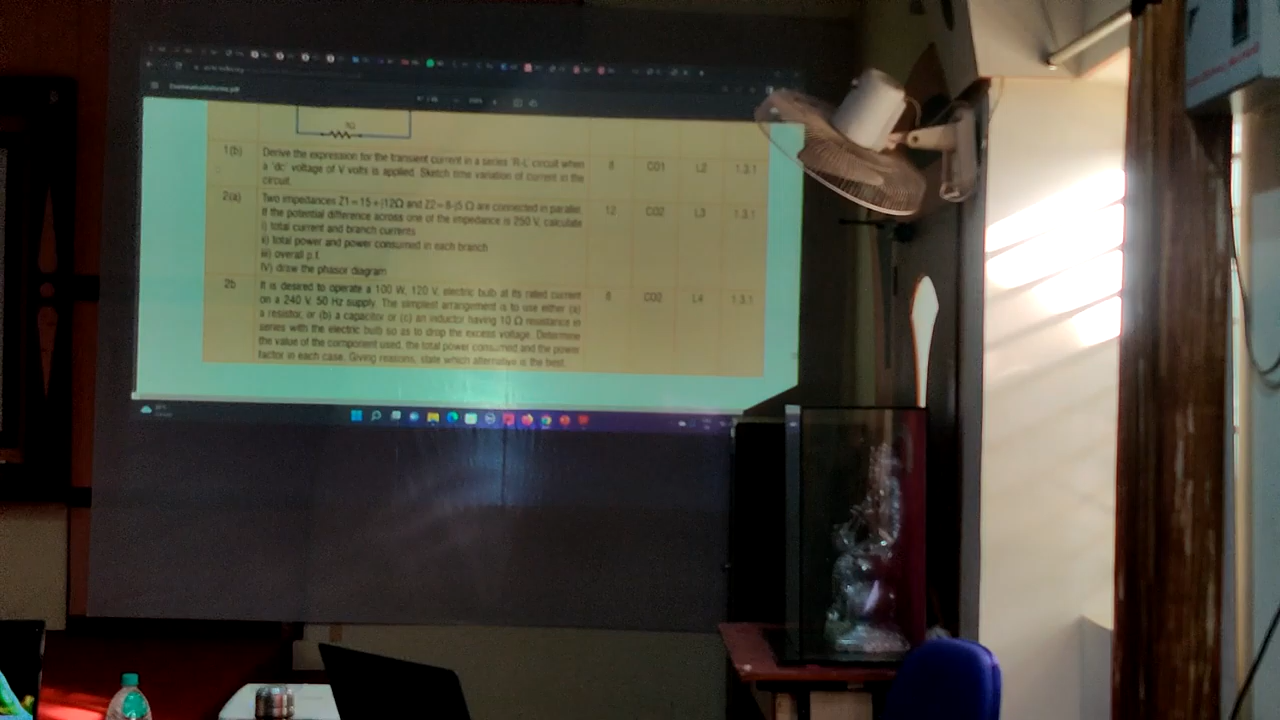 1(b) Derive the expression for the transient current in a series 'R-L' circuit when 8 CO1 L2 1.3.1
a 'dc' voltage of V volts is applied. Sketch time variation of current in the
circuit.
2(a) Two impedances Z1=15+j12Ω and Z2=8-j5 Ω are connected in parallel. 12 CO2 L3 1.3.1
If the potential difference across one of the impedance is 250 V, calculate
i) total current and branch currents
ii) total power and power consumed in each branch
iii) overall p.f.
IV) draw the phasor diagram
2b It is desired to operate a 100 W, 120 V, electric bulb at its rated current 8 CO2 L4 1.3.1
on a 240 V, 50 Hz supply. The simplest arrangement is to use either (a)
a resistor, or (b) a capacitor or (c) an inductor having 10 Ω resistance in
series with the electric bulb so as to drop the excess voltage. Determine
the value of the component used, the total power consumed and the power
factor in each case. Giving reasons, state which alternative is the best.